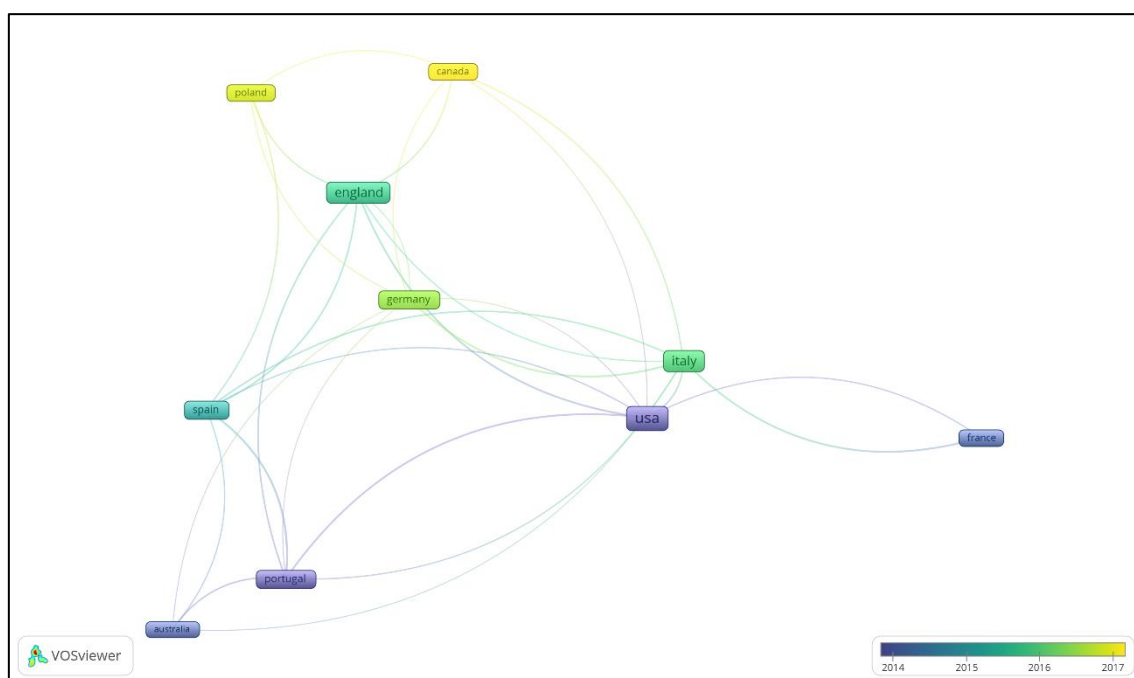 canada
poland
england
germany
italy
spain
usa
france
portugal
australia
VOSviewer
2014 2015 2016 2017